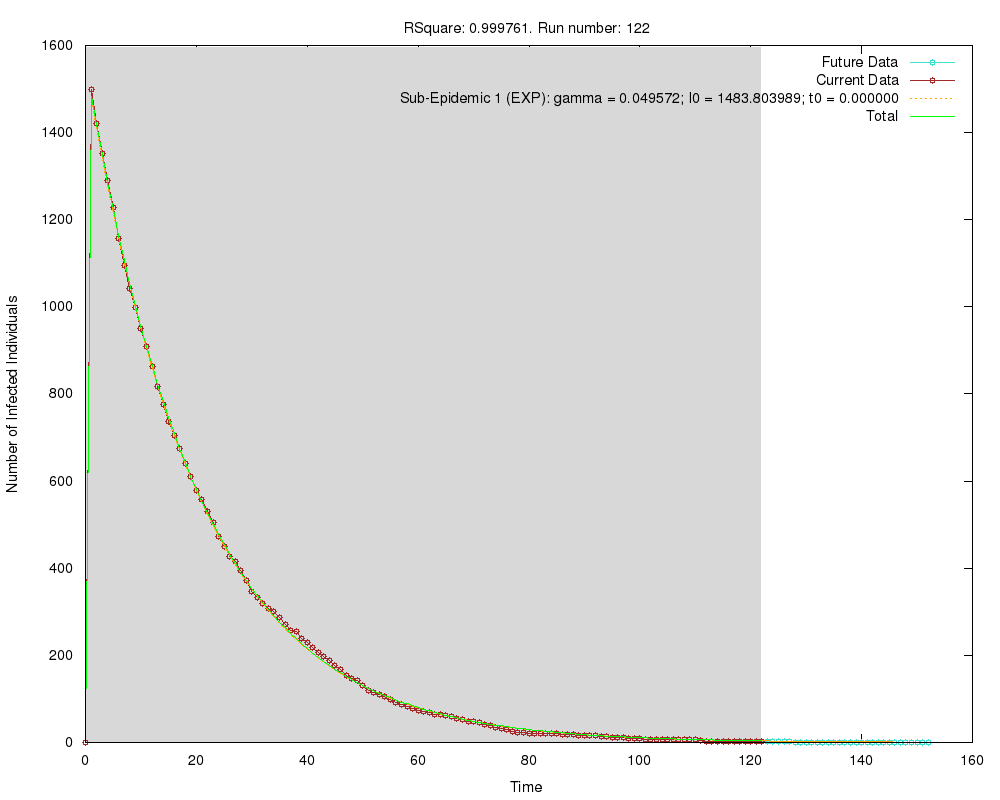 RSquare: 0.999761. Run number: 122
1600
1400
1200
1000
800
600
400
200
0
Number of Infected Individuals
Future Data
Current Data
Sub-Epidemic 1 (EXP): gamma = 0.049572; I0 = 1483.803989; t0 = 0.000000
Total
0 20 40 60 80 100 120 140 160
Time